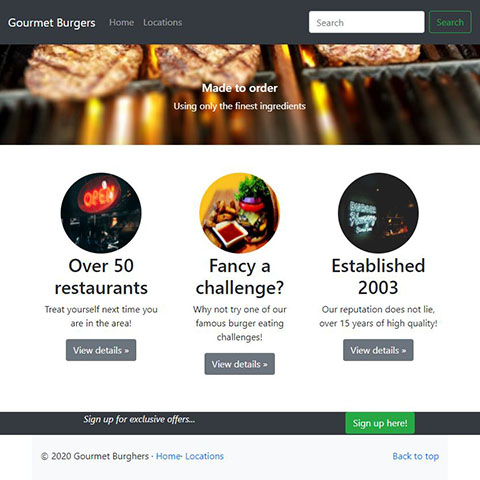 Gourmet Burgers Home Locations Search Search
Made to order
Using only the finest ingredients
OPEN
Over 50
restaurants
Treat yourself next time you
are in the area!
View details »
Fancy a
challenge?
Why not try one of our
famous burger eating
challenges!
View details »
Established
2003
Our reputation does not lie,
over 15 years of high quality!
View details »
Sign up for exclusive offers... Sign up here!
© 2020 Gourmet Burghers · Home· Locations Back to top